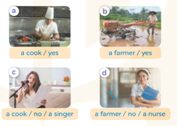 a
b
a cook / yes
a farmer / yes
c
d
a cook / no / a singer
a farmer / no / a nurse